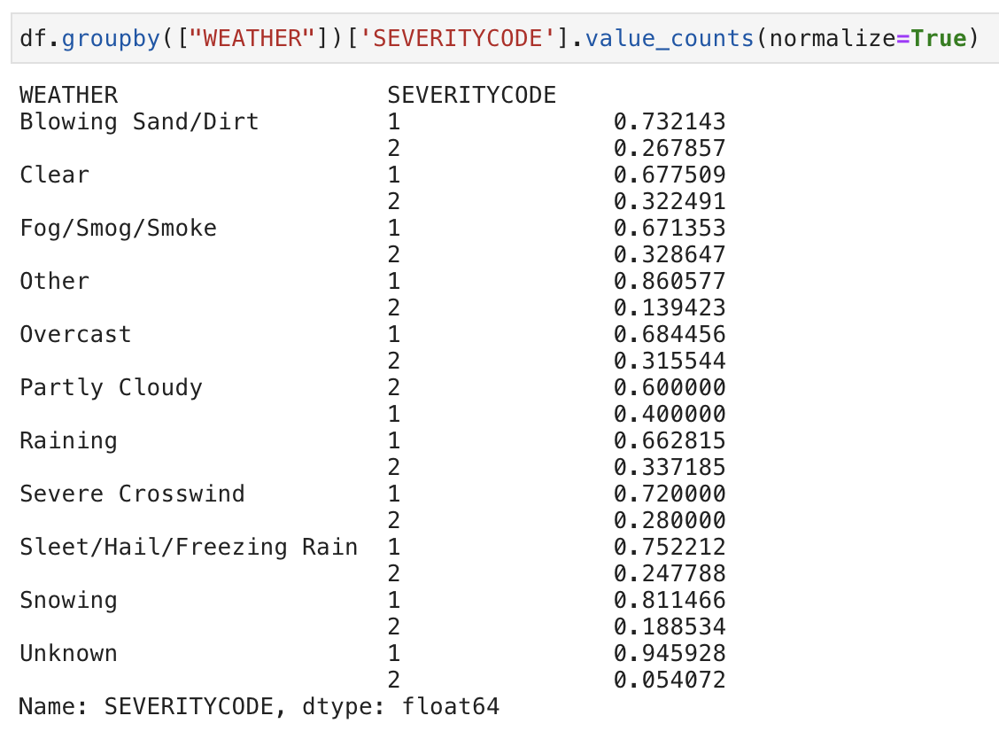 df.groupby(["WEATHER"])['SEVERITYCODE'].value_counts(normalize=True)
WEATHER                    SEVERITYCODE
Blowing Sand/Dirt          1               0.732143
                           2               0.267857
Clear                      1               0.677509
                           2               0.322491
Fog/Smog/Smoke             1               0.671353
                           2               0.328647
Other                      1               0.860577
                           2               0.139423
Overcast                   1               0.684456
                           2               0.315544
Partly Cloudy              2               0.600000
                           1               0.400000
Raining                    1               0.662815
                           2               0.337185
Severe Crosswind           1               0.720000
                           2               0.280000
Sleet/Hail/Freezing Rain   1               0.752212
                           2               0.247788
Snowing                    1               0.811466
                           2               0.188534
Unknown                    1               0.945928
                           2               0.054072
Name: SEVERITYCODE, dtype: float64